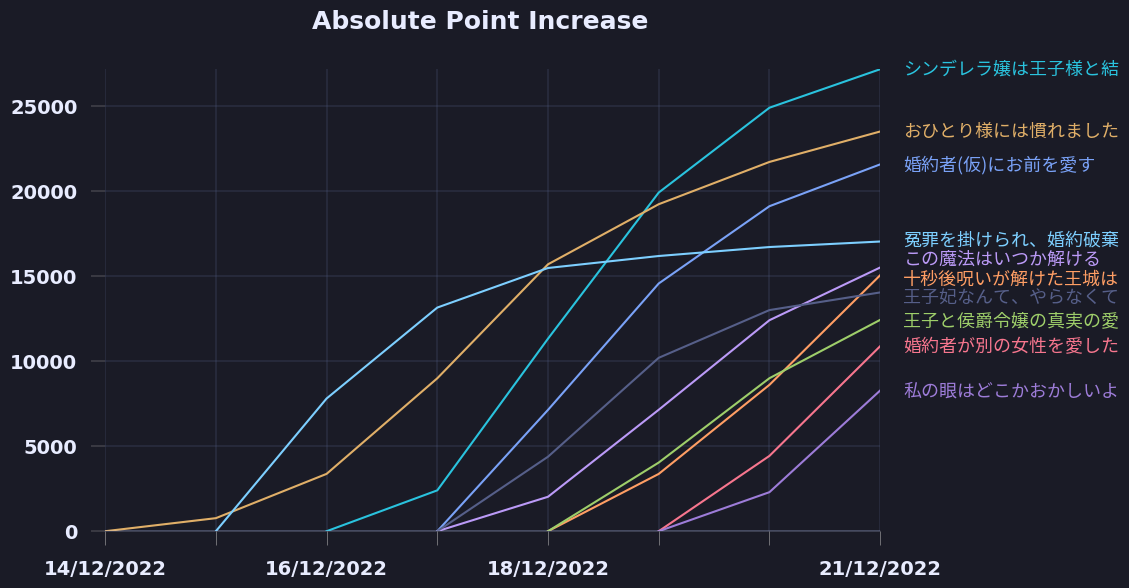 Absolute Point Increase
25000
20000
15000
10000
5000
0
14/12/2022
16/12/2022
18/12/2022
21/12/2022
シンデレラ嬢は王子様と結
おひとり様には慣れました
婚約者(仮)にお前を愛す
冤罪を掛けられ、婚約破棄
この魔法はいつか解ける
十秒後呪いが解けた王城は
王子妃なんて、やらなくて
王子と侯爵令嬢の真実の愛
婚約者が別の女性を愛した
私の眼はどこかおかしいよ